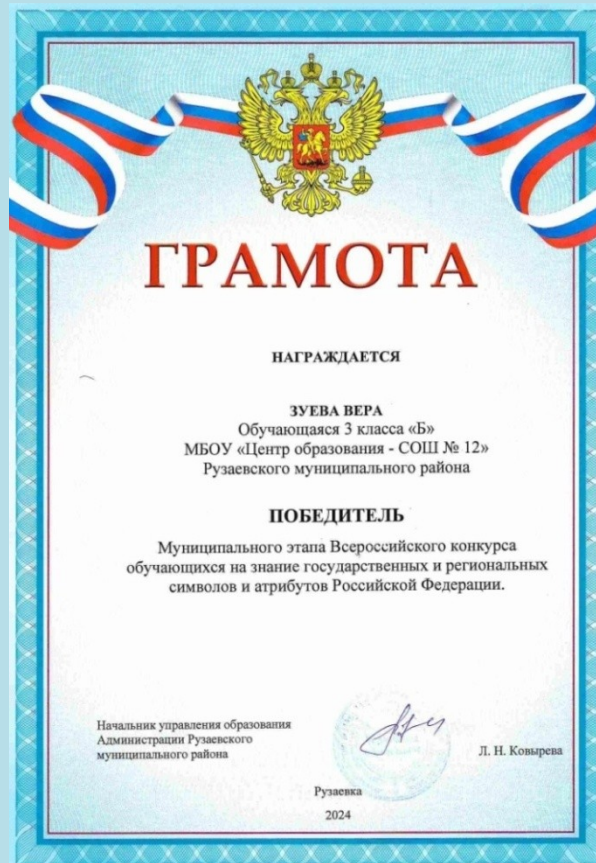 ГРАМОТА
НАГРАЖДАЕТСЯ
ЗУЕВА ВЕРА
Обучающаяся 3 класса «Б»
МБОУ «Центр образования - СОШ № 12»
Рузаевского муниципального района
ПОБЕДИТЕЛЬ
Муниципального этапа Всероссийского конкурса
обучающихся на знание государственных и региональных
символов и атрибутов Российской Федерации.
Начальник управления образования
Администрации Рузаевского
муниципального района
Л. Н. Ковырева
Рузаевка
2024